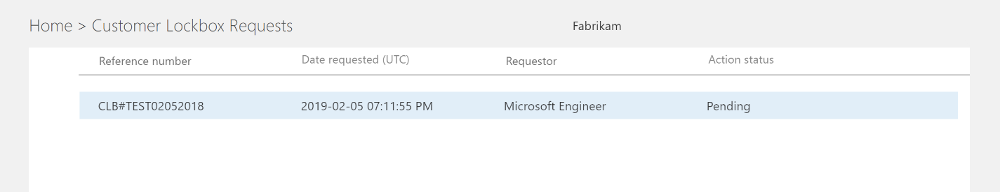 Home > Customer Lockbox Requests Fabrikam
Reference number Date requested (UTC) Requestor Action status
CLB#TEST02052018 2019-02-05 07:11:55 PM Microsoft Engineer Pending